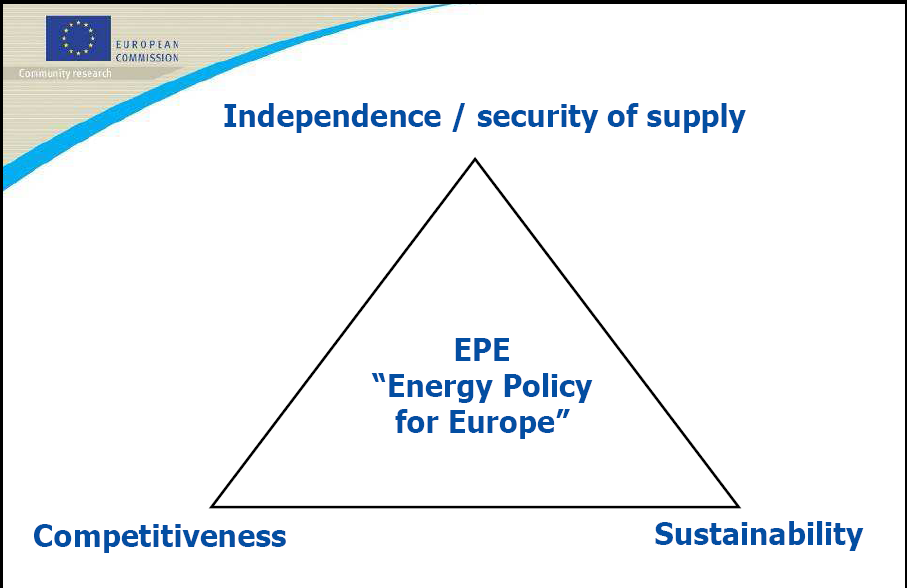 EUROPEAN
COMMISSION
Community research
Independence / security of supply
EPE
“Energy Policy
for Europe”
Competitiveness
Sustainability